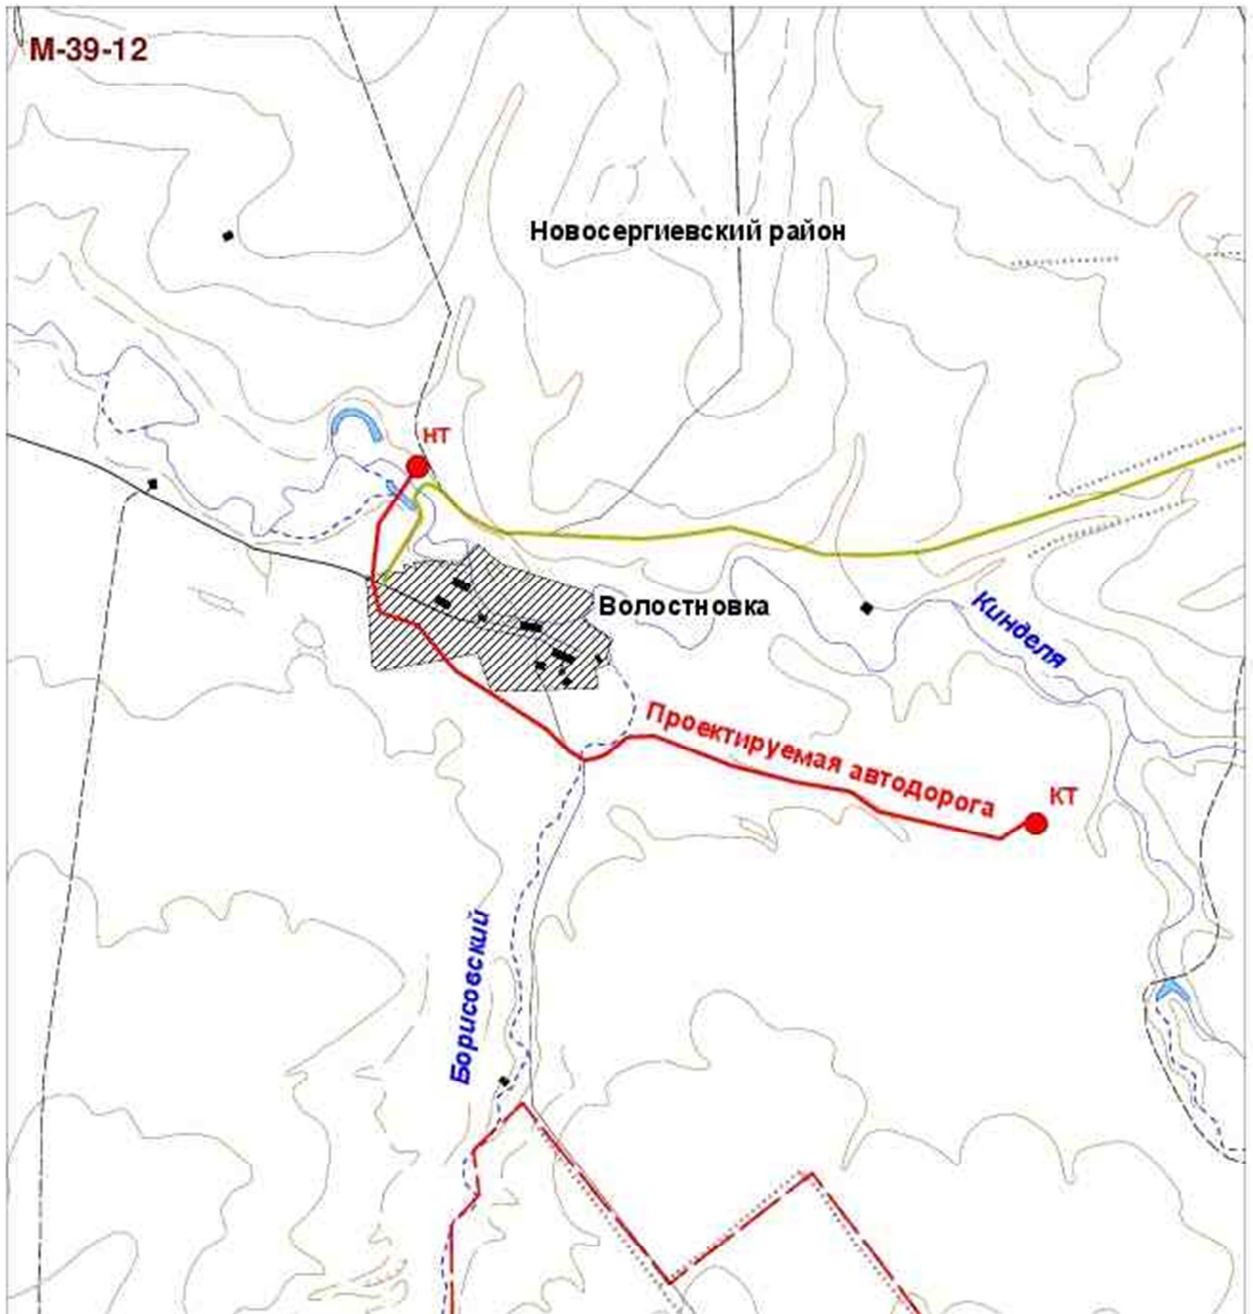 М-39-12
Новосергиевский район
НТ
Волостновка
Кинделя
Проектируемая автодорога
КТ
Борисовский